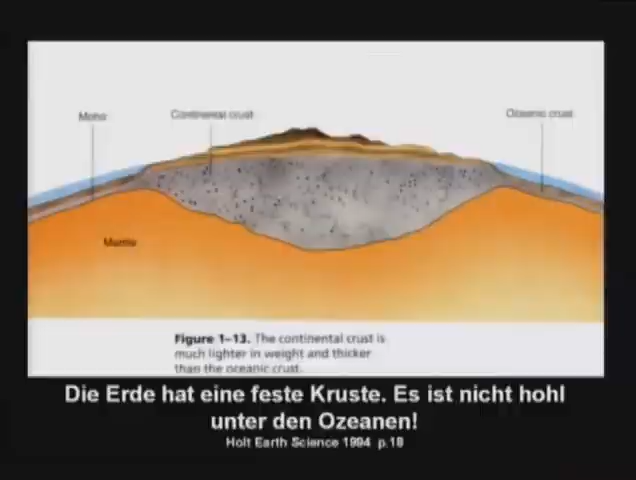 Moho
Continental crust
Oceanic crust
Mantle
Figure 1–13. The continental crust is
much lighter in weight and thicker
than the oceanic crust.
Die Erde hat eine feste Kruste. Es ist nicht hohl
unter den Ozeanen!
Holt Earth Science 1994 p.18